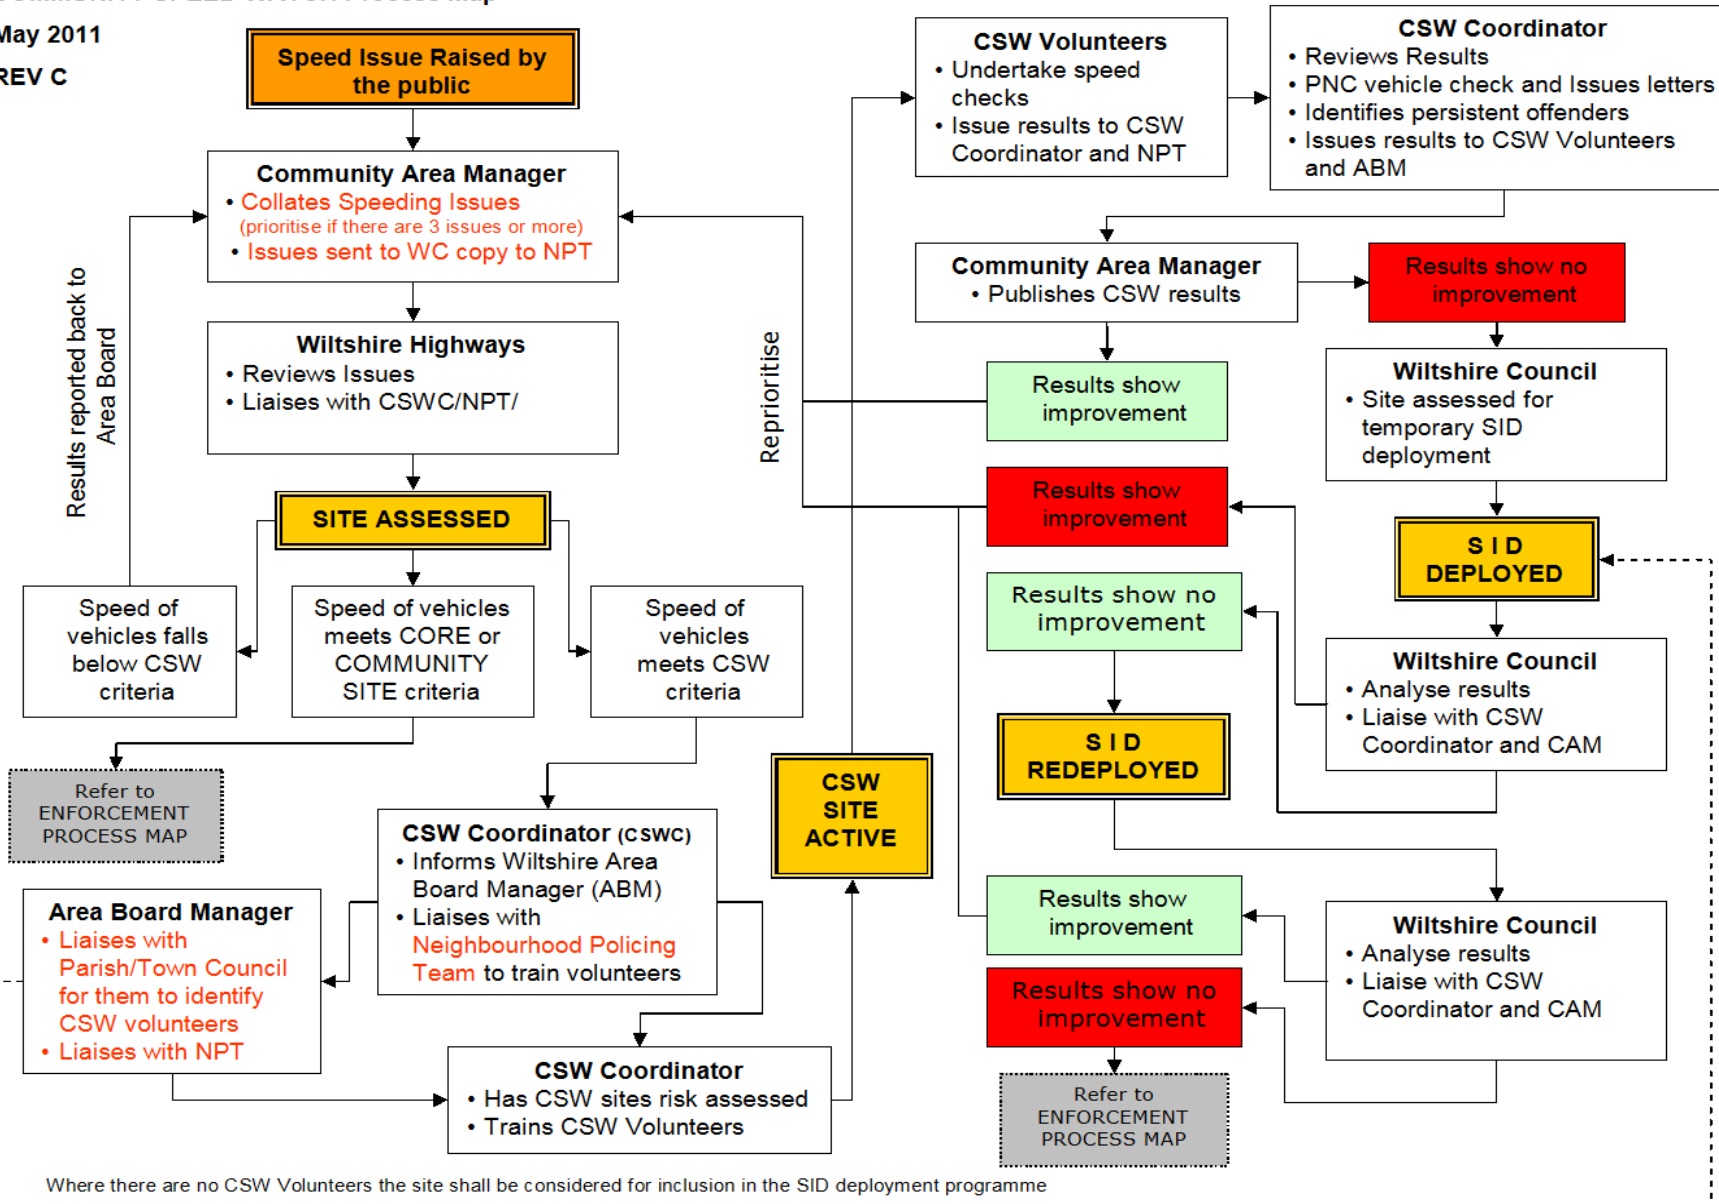 May 2011
REV C
Speed Issue Raised by
the public
Community Area Manager
• Collates Speeding Issues
(prioritise if there are 3 issues or more)
• Issues sent to WC copy to NPT
Results reported back to
Area Board
Wiltshire Highways
• Reviews Issues
• Liaises with CSWC/NPT/
SITE ASSESSED
Speed of
vehicles falls
below CSW
criteria
Speed of vehicles
meets CORE or
COMMUNITY
SITE criteria
Speed of
vehicles
meets CSW
criteria
Refer to
ENFORCEMENT
PROCESS MAP
CSW Coordinator (CSWC)
• Informs Wiltshire Area
Board Manager (ABM)
• Liaises with
Neighbourhood Policing
Team to train volunteers
Area Board Manager
• Liaises with
Parish/Town Council
for them to identify
CSW volunteers
• Liaises with NPT
CSW Coordinator
• Has CSW sites risk assessed
• Trains CSW Volunteers
CSW
SITE
ACTIVE
Reprioritise
CSW Volunteers
• Undertake speed
checks
• Issue results to CSW
Coordinator and NPT
CSW Coordinator
• Reviews Results
• PNC vehicle check and Issues letters
• Identifies persistent offenders
• Issues results to CSW Volunteers
and ABM
Community Area Manager
• Publishes CSW results
Results show no
improvement
Results show
improvement
Wiltshire Council
• Site assessed for
temporary SID
deployment
Results show
improvement
S I D
DEPLOYED
Results show no
improvement
Wiltshire Council
• Analyse results
• Liaise with CSW
Coordinator and CAM
S I D
REDEPLOYED
Results show
improvement
Wiltshire Council
• Analyse results
• Liaise with CSW
Coordinator and CAM
Results show no
improvement
Refer to
ENFORCEMENT
PROCESS MAP
Where there are no CSW Volunteers the site shall be considered for inclusion in the SID deployment programme